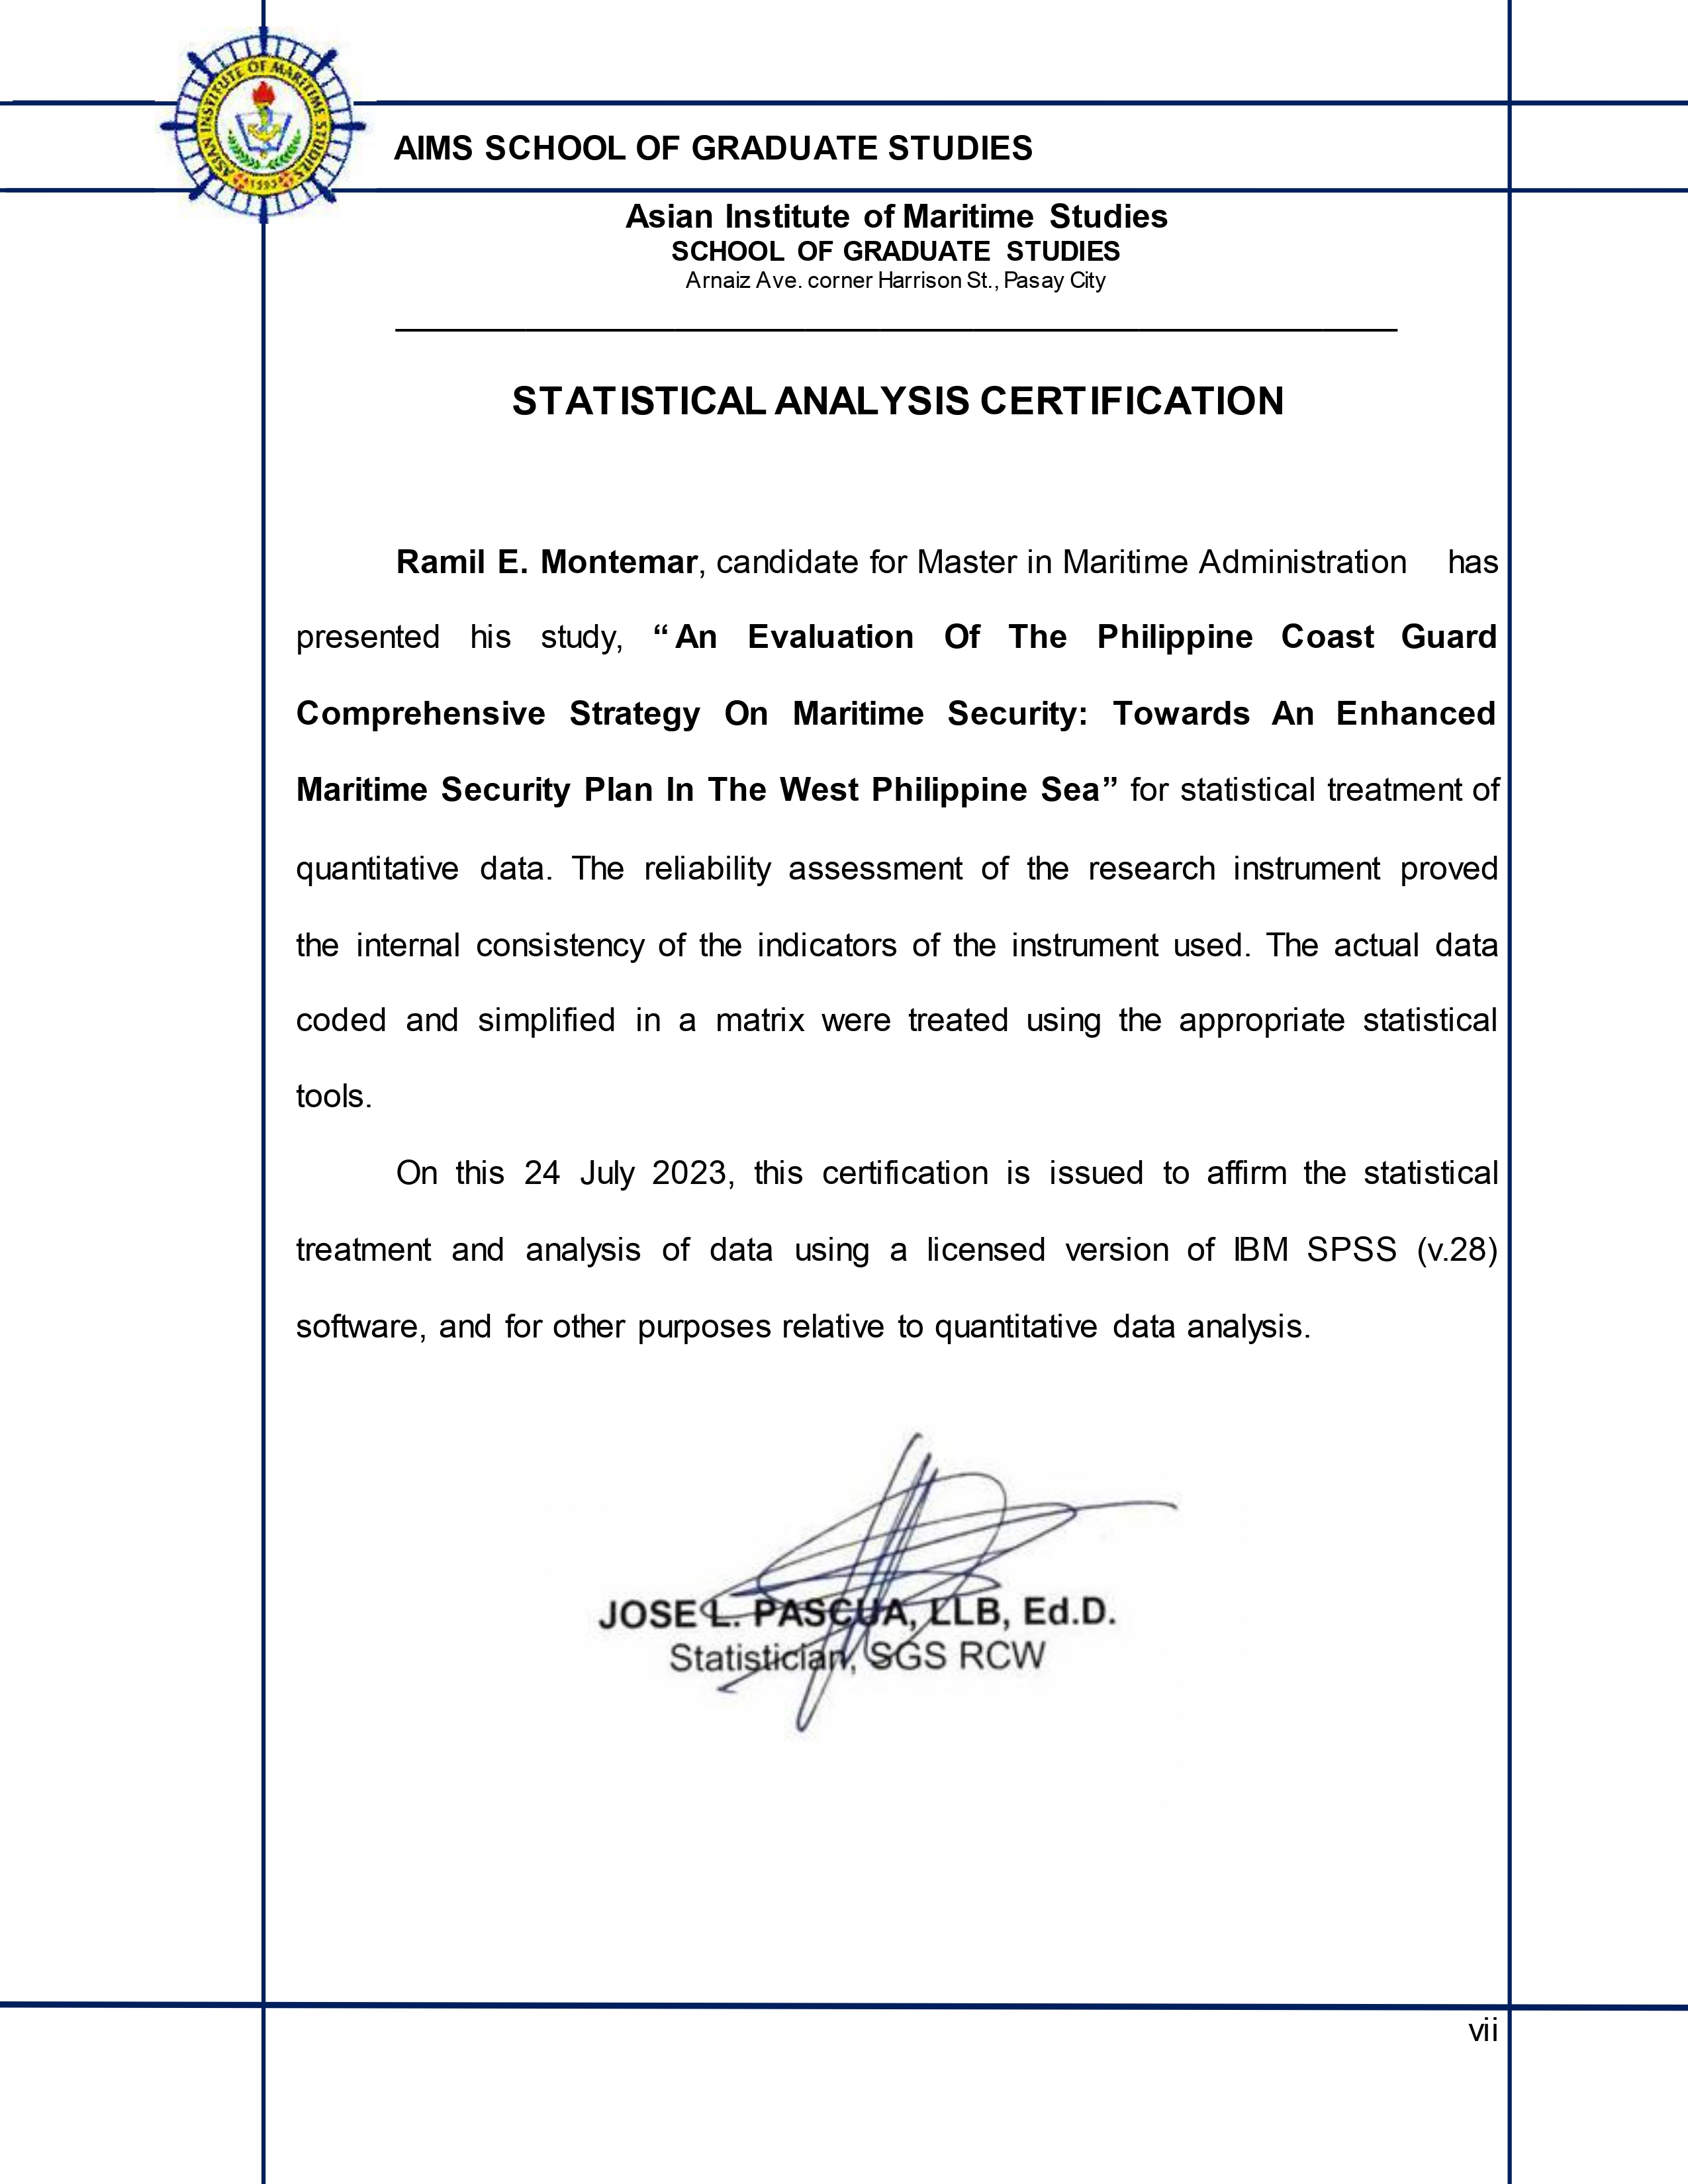 ASIAN INSTITUTE OF MARITIME STUDIES
1993
AIMS SCHOOL OF GRADUATE STUDIES
Asian Institute of Maritime Studies
SCHOOL OF GRADUATE STUDIES
Arnaiz Ave. corner Harrison St., Pasay City
STATISTICAL ANALYSIS CERTIFICATION
Ramil E. Montemar, candidate for Master in Maritime Administration has
presented his study, “An Evaluation Of The Philippine Coast Guard
Comprehensive Strategy On Maritime Security: Towards An Enhanced
Maritime Security Plan In The West Philippine Sea” for statistical treatment of
quantitative data. The reliability assessment of the research instrument proved
the internal consistency of the indicators of the instrument used. The actual data
coded and simplified in a matrix were treated using the appropriate statistical
tools.
On this 24 July 2023, this certification is issued to affirm the statistical
treatment and analysis of data using a licensed version of IBM SPSS (v.28)
software, and for other purposes relative to quantitative data analysis.
JOSE L. PASCUA, LLB, Ed.D.
Statistician, SGS RCW
vii